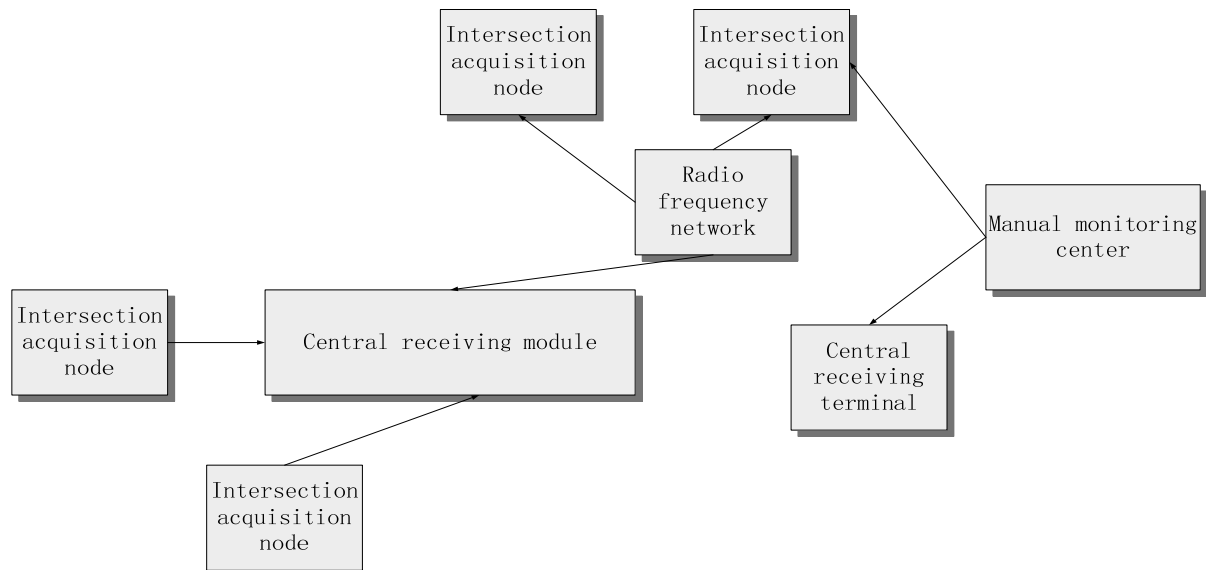 Intersection
acquisition
node
Intersection
acquisition
node
Radio
frequency
network
Manual monitoring
center
Intersection
acquisition
node
Central receiving module
Central
receiving
terminal
Intersection
acquisition
node